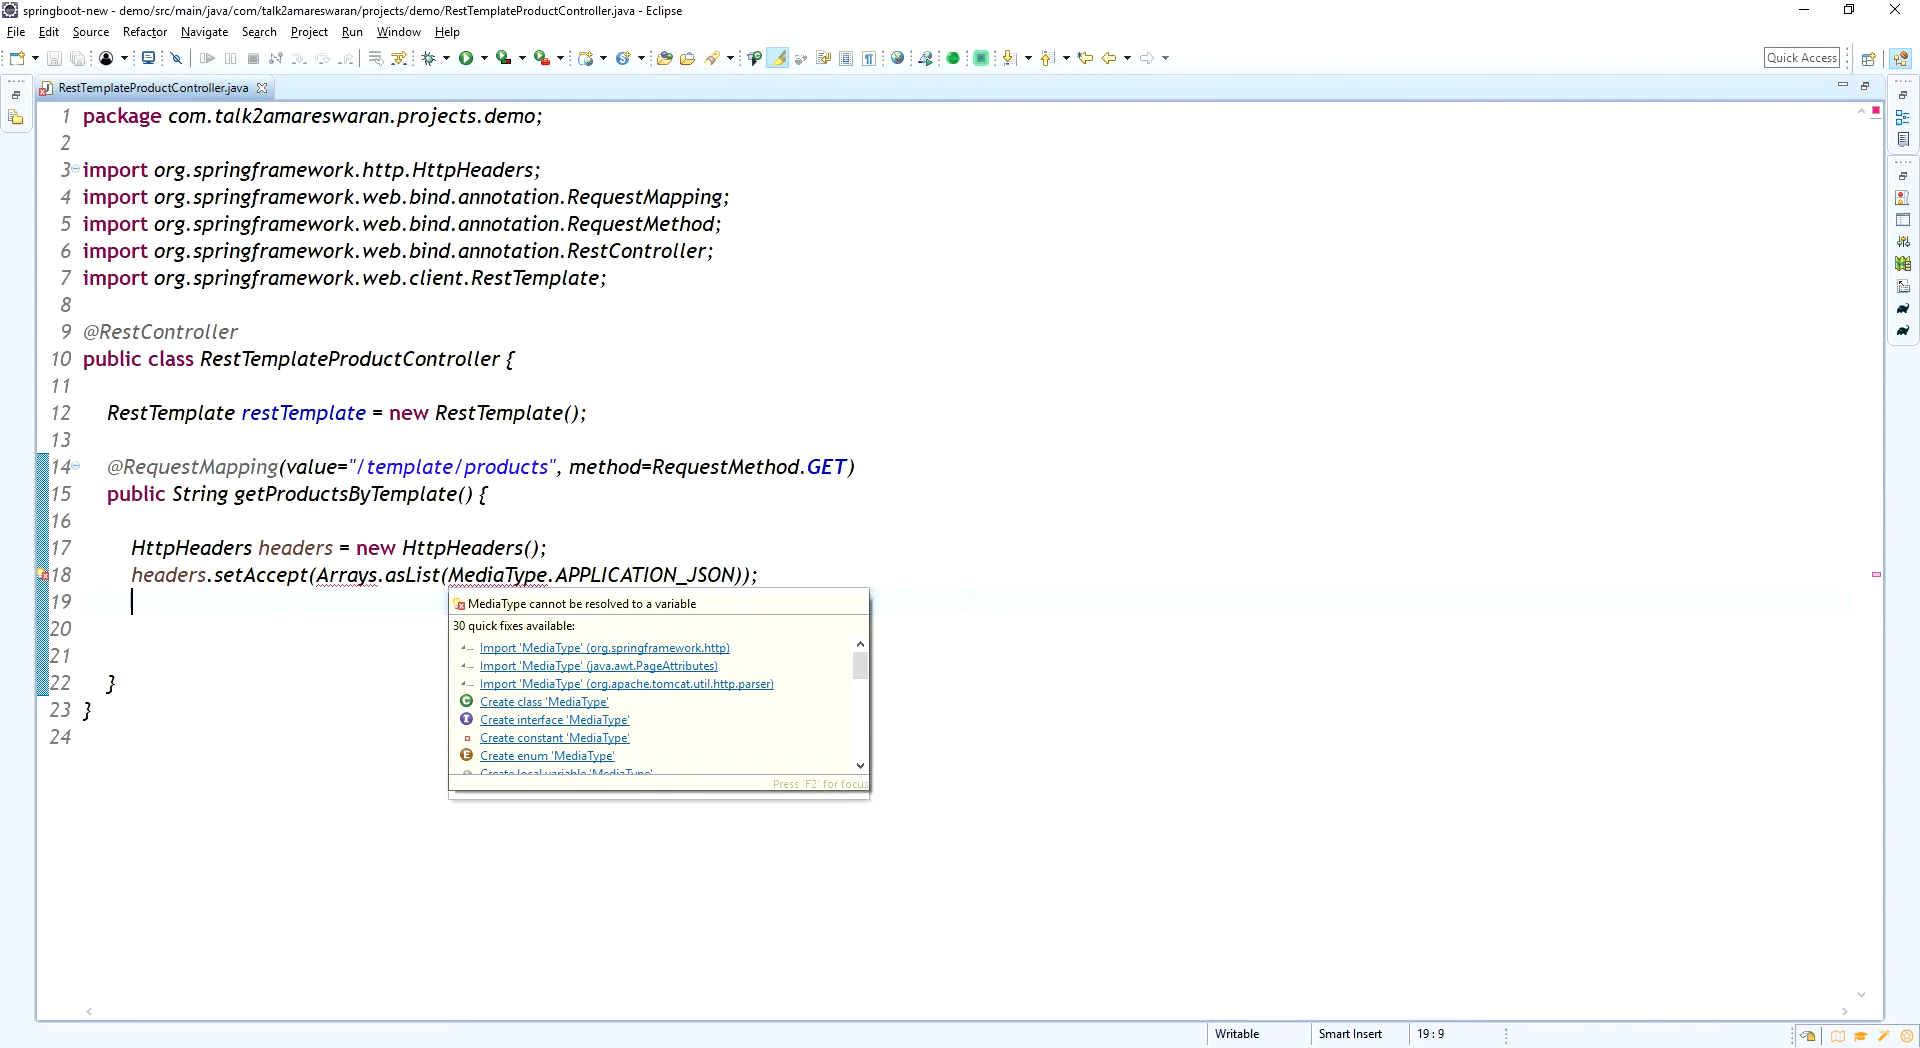 springboot-new - demo/src/main/java/com/talk2amareswaran/projects/demo/RestTemplateProductController.java - Eclipse
File Edit Source Refactor Navigate Search Project Run Window Help
Quick Access
RestTemplateProductController.java
1 package com.talk2amareswaran.projects.demo;
2
3 import org.springframework.http.HttpHeaders;
4 import org.springframework.web.bind.annotation.RequestMapping;
5 import org.springframework.web.bind.annotation.RequestMethod;
6 import org.springframework.web.bind.annotation.RestController;
7 import org.springframework.web.client.RestTemplate;
8
9 @RestController
10 public class RestTemplateProductController {
11
12 RestTemplate restTemplate = new RestTemplate();
13
14 @RequestMapping(value="/template/products", method=RequestMethod.GET)
15 public String getProductsByTemplate() {
16
17 HttpHeaders headers = new HttpHeaders();
18 headers.setAccept(Arrays.asList(MediaType.APPLICATION_JSON));
19
20
21
22 }
23 }
24
MediaType cannot be resolved to a variable
30 quick fixes available:
Import 'MediaType' (org.springframework.http)
Import 'MediaType' (java.awt.PageAttributes)
Import 'MediaType' (org.apache.tomcat.util.http.parser)
Create class 'MediaType'
Create interface 'MediaType'
Create constant 'MediaType'
Create enum 'MediaType'
Create local variable 'MediaType'
Press 'F2' for focus
Writable Smart Insert 19 : 9